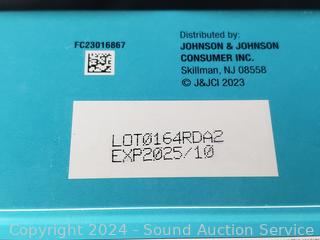 FC23016867
Distributed by:
JOHNSON & JOHNSON
CONSUMER INC.
Skillman, NJ 08558
© J&JCI 2023
LOT0164RDA2
EXP2025/10
Copyright 2024 - Sound Auction Service